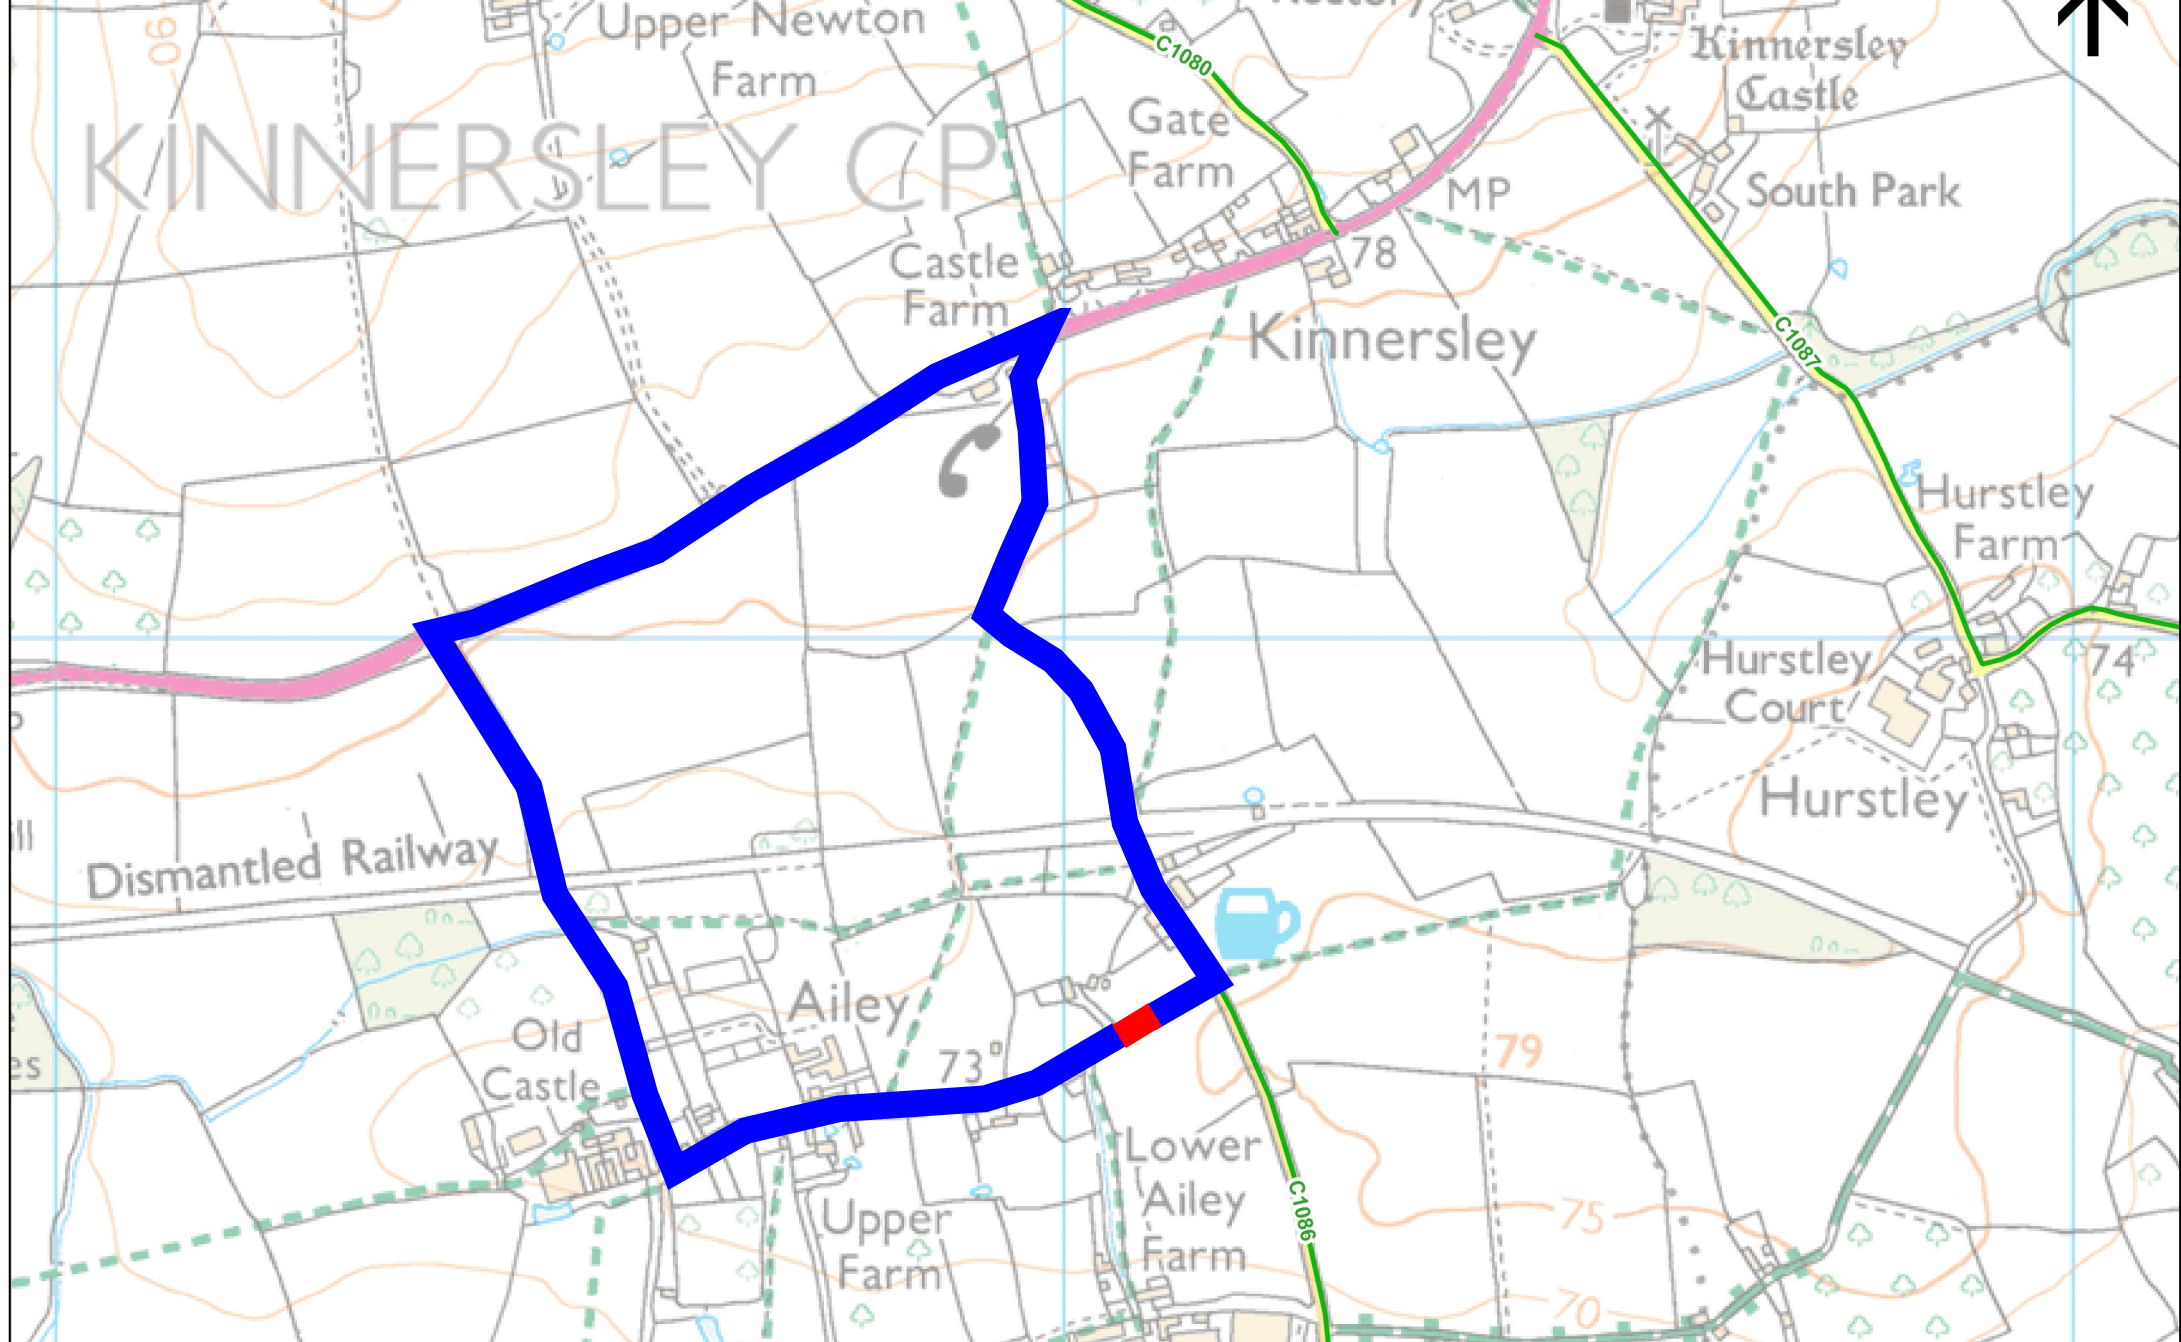 Upper Newton
Farm
90
C1080
Kinnersley
Castle
Gate
Farm
MP
KINNERSLEY CP
South Park
78
Castle
Farm
Kinnersley
C1087
Hurstley
Farm
Hurstley
Court
74
Hurstley
Dismantled Railway
Ailey
Old
Castle
73
79
Lower
Ailey
Farm
C1086
75
Upper
Farm
70